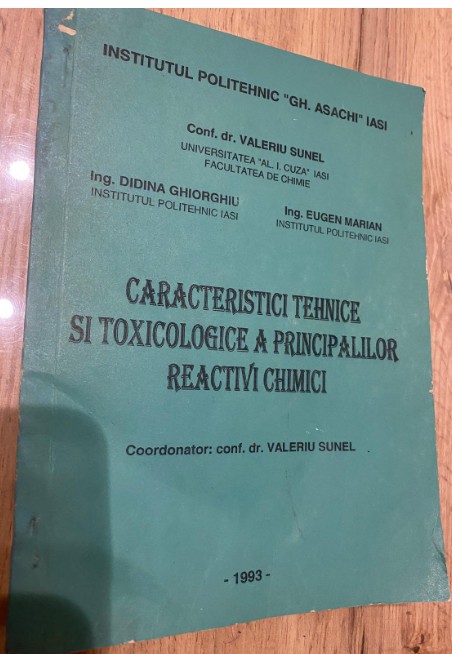 INSTITUTUL POLITEHNIC "GH. ASACHI" IASI
Conf. dr. VALERIU SUNEL
UNIVERSITATEA "AL. I. CUZA" IASI
FACULTATEA DE CHIMIE
Ing. DIDINA GHIORGHIU
INSTITUTUL POLITEHNIC IASI
Ing. EUGEN MARIAN
INSTITUTUL POLITEHNIC IASI
CARACTERISTICI TEHNICE
SI TOXICOLOGICE A PRINCIPALILOR
REACTIVI CHIMICI
Coordonator: conf. dr. VALERIU SUNEL
- 1993 -